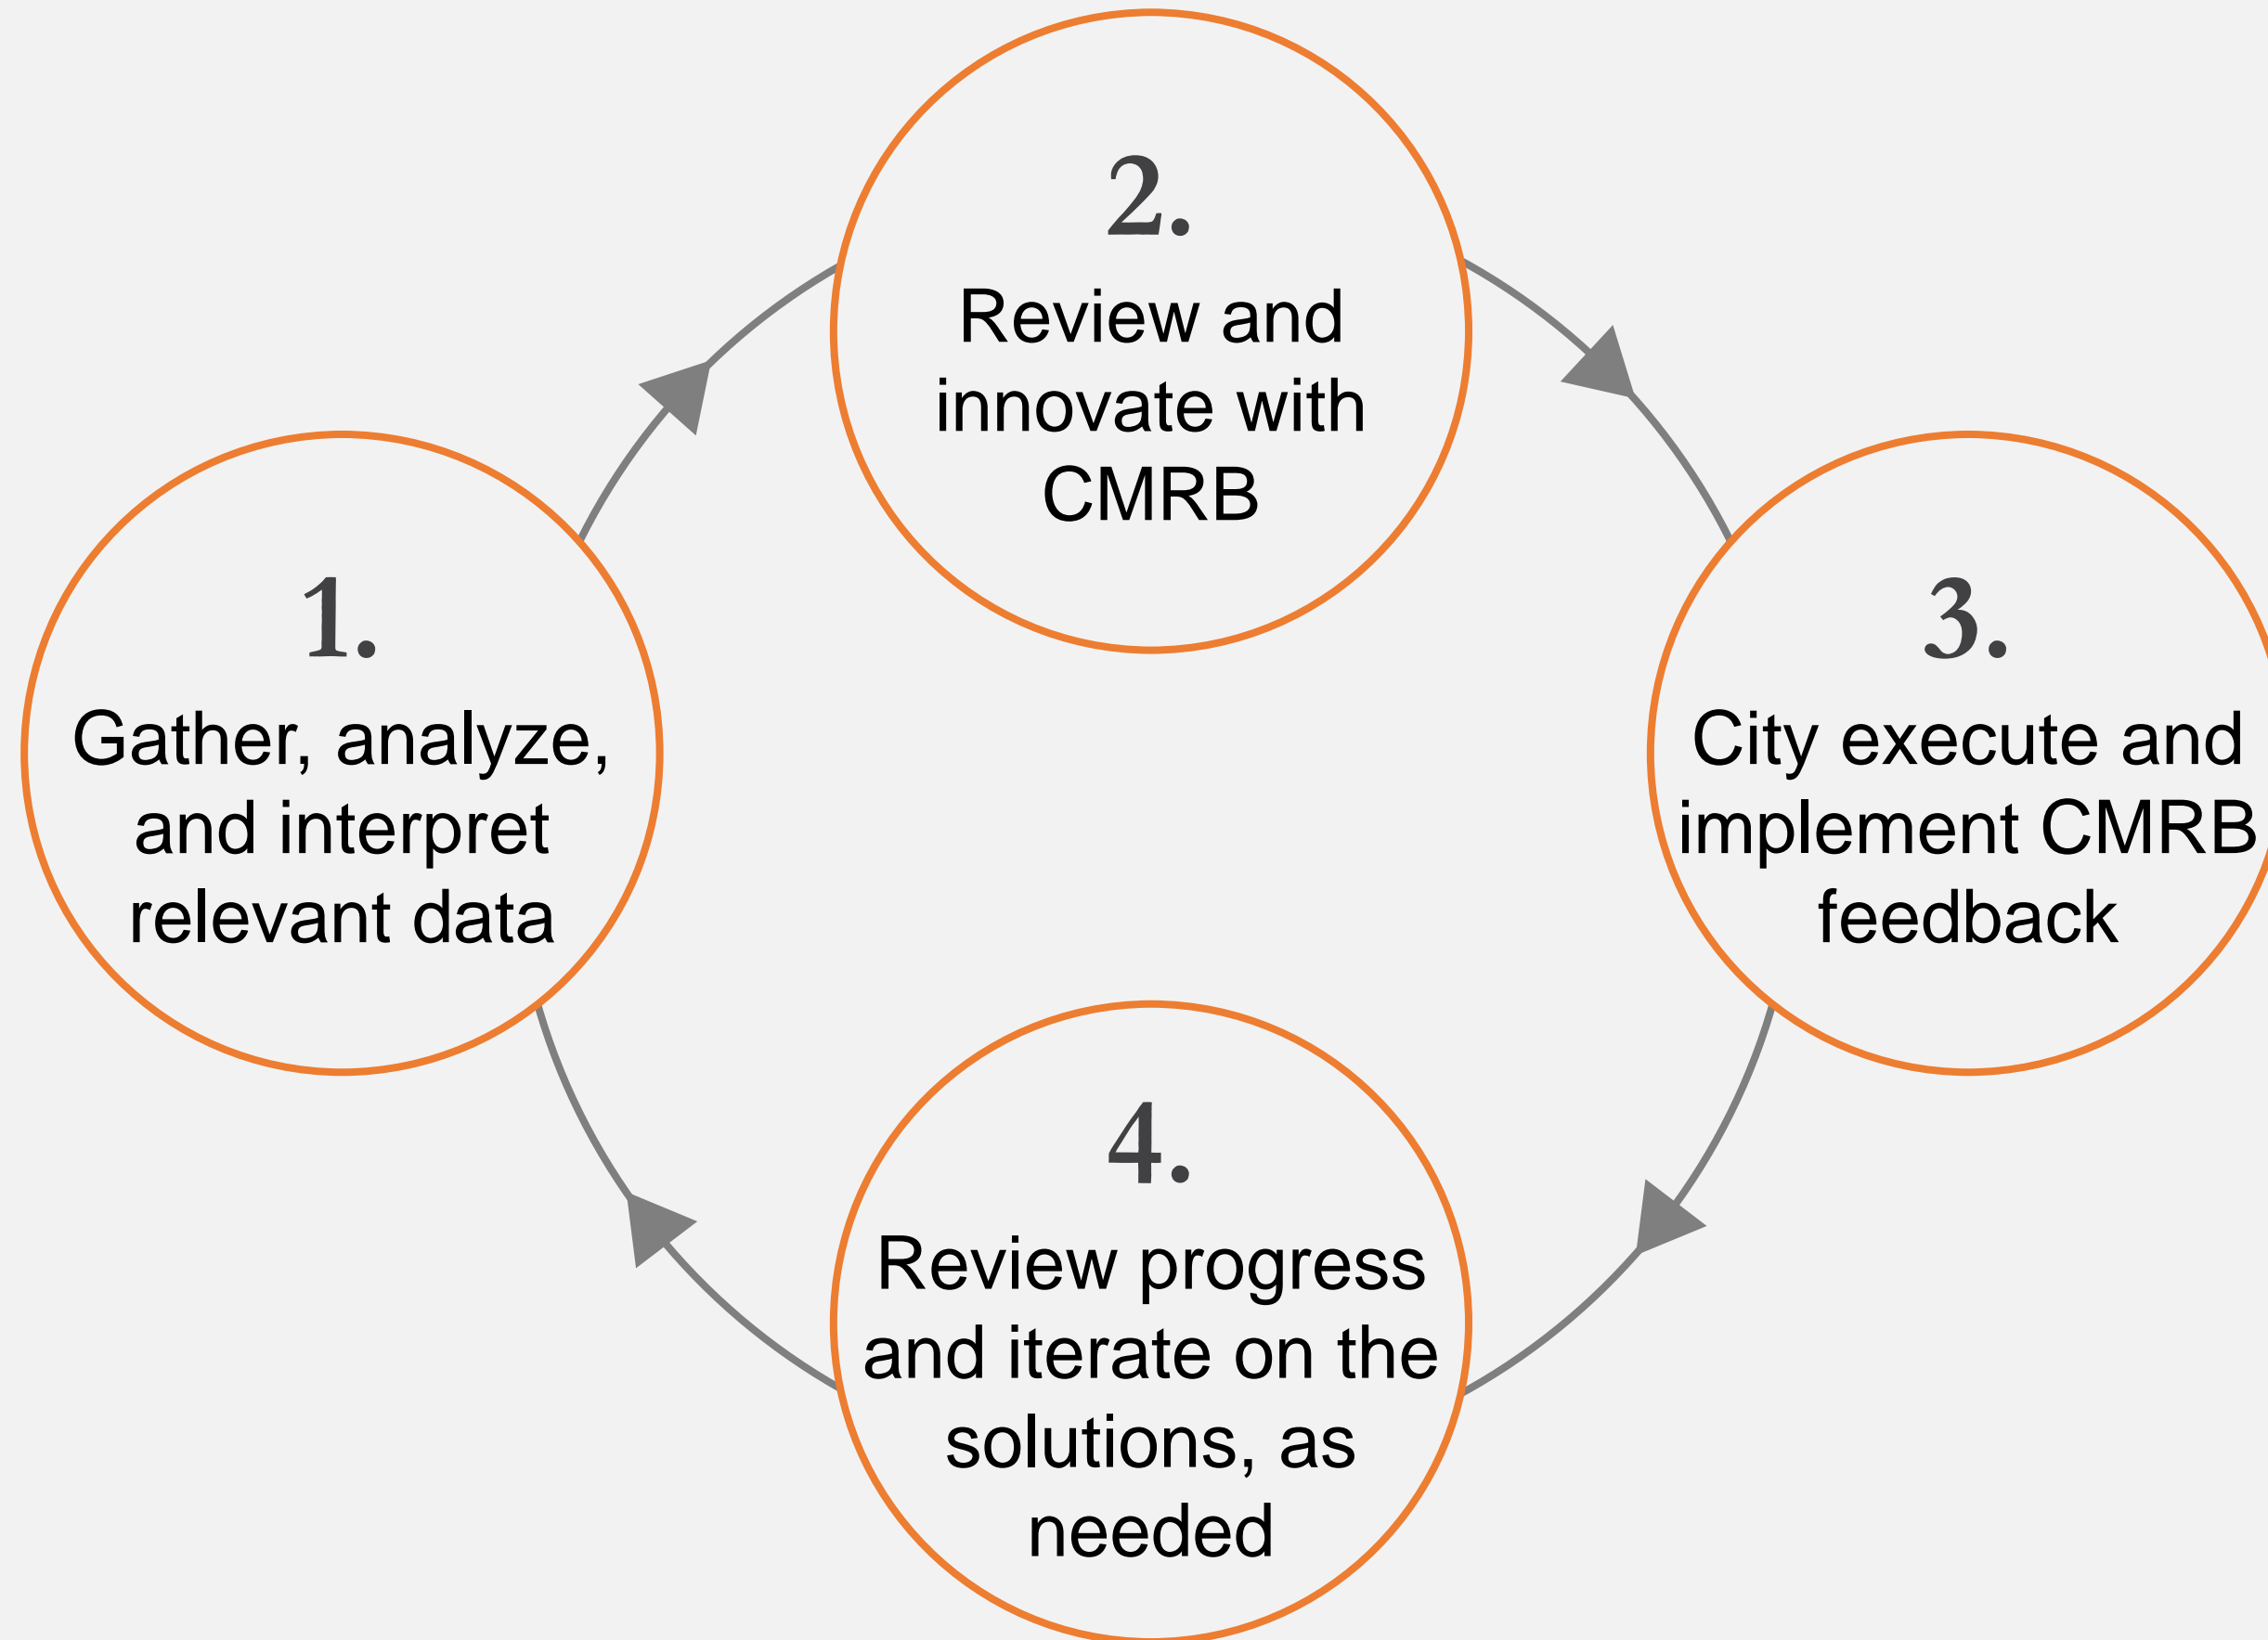 1.
Gather, analyze,
and interpret
relevant data
2.
Review and
innovate with
CMRB
3.
City execute and
implement CMRB
feedback
4.
Review progress
and iterate on the
solutions, as
needed